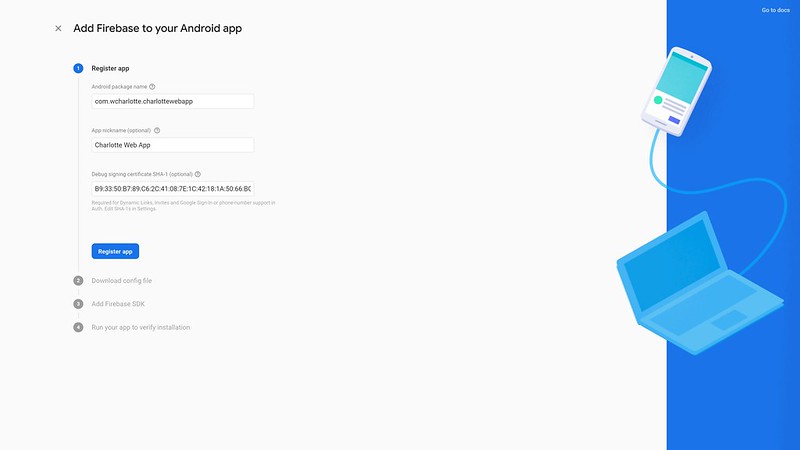 Go to docs
Add Firebase to your Android app
1 Register app
Android package name
com.wcharlotte.charlottewebapp
App nickname (optional)
Charlotte Web App
Debug signing certificate SHA-1 (optional)
B9:33:50:B7:89:C6:2C:41:08:7E:1C:42:18:1A:50:66:B0
Required for Dynamic Links, Invites and Google Sign-In or phone-number support in
Auth. Edit SHA-1s in Settings.
Register app
2 Download config file
3 Add Firebase SDK
4 Run your app to verify installation